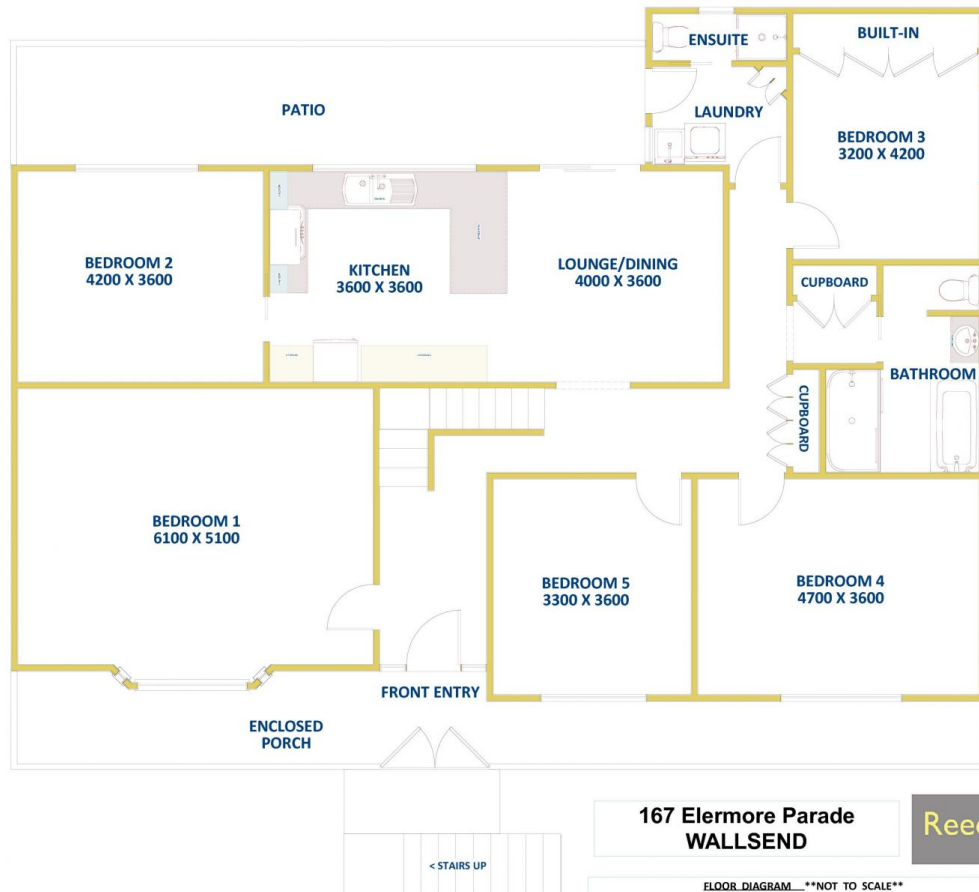 ENSUITE
BUILT-IN
PATIO
LAUNDRY
BEDROOM 3
3200 X 4200
BEDROOM 2
4200 X 3600
KITCHEN
3600 X 3600
LOUNGE/DINING
4000 X 3600
CUPBOARD
BATHROOM
CUPBOARD
BEDROOM 1
6100 X 5100
BEDROOM 5
3300 X 3600
BEDROOM 4
4700 X 3600
FRONT ENTRY
ENCLOSED
PORCH
167 Elermore Parade
WALLSEND
Reed
< STAIRS UP
FLOOR DIAGRAM **NOT TO SCALE**